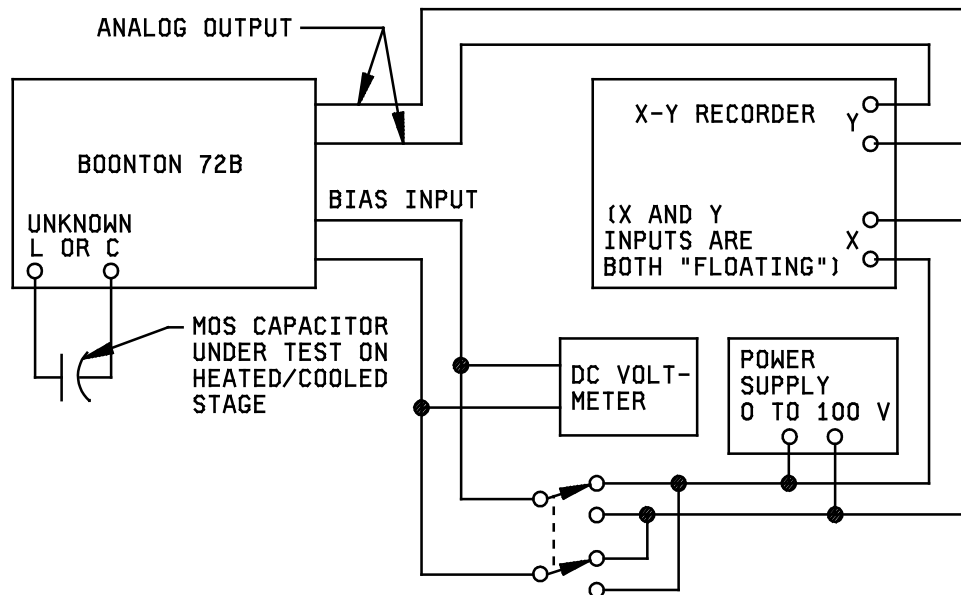 ANALOG OUTPUT
BOONTON 72B
UNKNOWN
L OR C
BIAS INPUT
X-Y RECORDER
Y
(X AND Y
INPUTS ARE
BOTH "FLOATING")
X
MOS CAPACITOR
UNDER TEST ON
HEATED/COOLED
STAGE
DC VOLT-
METER
POWER
SUPPLY
0 TO 100 V